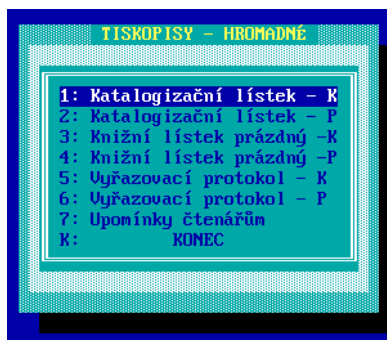 TISKOPISY – HROMADNÉ
1: Katalogizační lístek – K
2: Katalogizační lístek – P
3: Knižní lístek prázdný –K
4: Knižní lístek prázdný –P
5: Vyřazovací protokol – K
6: Vyřazovací protokol – P
7: Upomínky čtenářům
K: KONEC